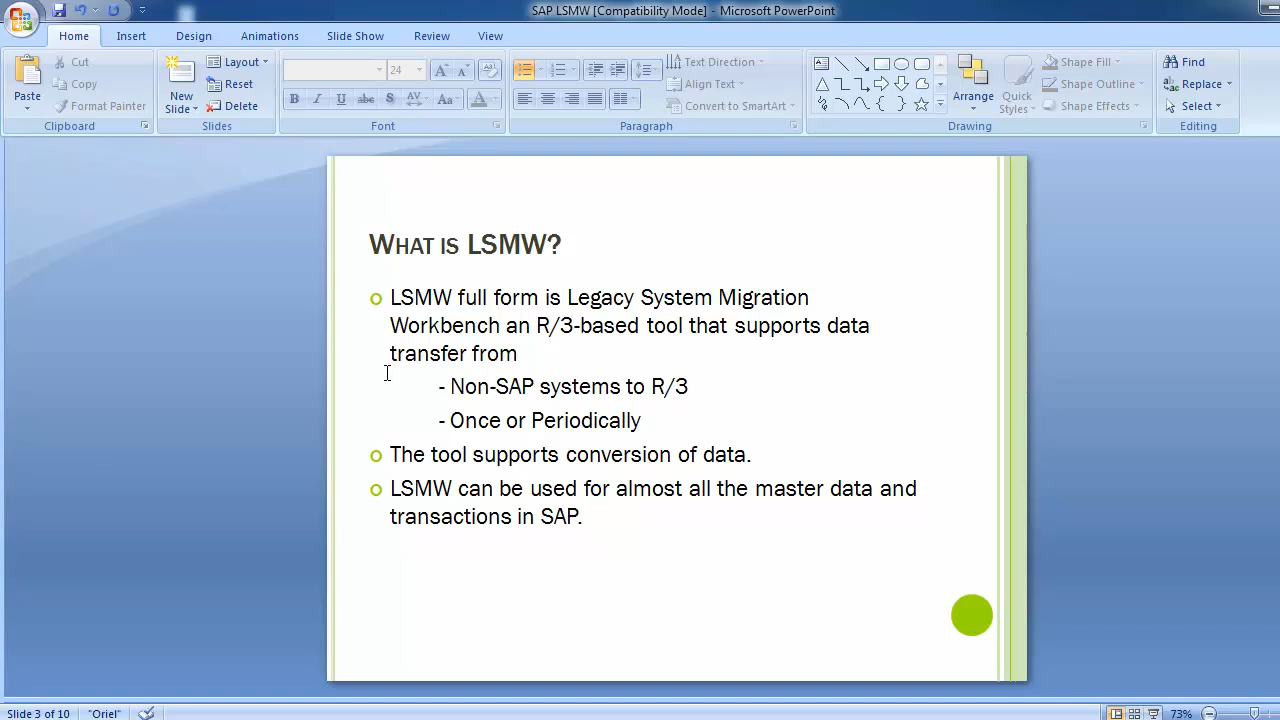 SAP LSMW [Compatibility Mode] - Microsoft PowerPoint
Home Insert Design Animations Slide Show Review View
Paste
Cut
Copy
Format Painter
Clipboard
New Slide
Layout
Reset
Delete
Slides
24
B I U abc S AV Aa A
Font
Text Direction
Align Text
Convert to SmartArt
Paragraph
Arrange
Quick Styles
Shape Fill
Shape Outline
Shape Effects
Drawing
Find
Replace
Select
Editing
WHAT IS LSMW?
LSMW full form is Legacy System Migration
Workbench an R/3-based tool that supports data
transfer from
- Non-SAP systems to R/3
- Once or Periodically
The tool supports conversion of data.
LSMW can be used for almost all the master data and
transactions in SAP.
Slide 3 of 10 "Oriel" 73%